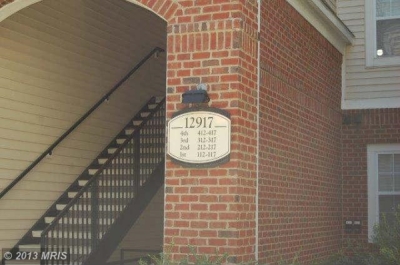 12917
4th 412-417
3rd 312-317
2nd 212-217
1st 112-117
© 2013 MRIS